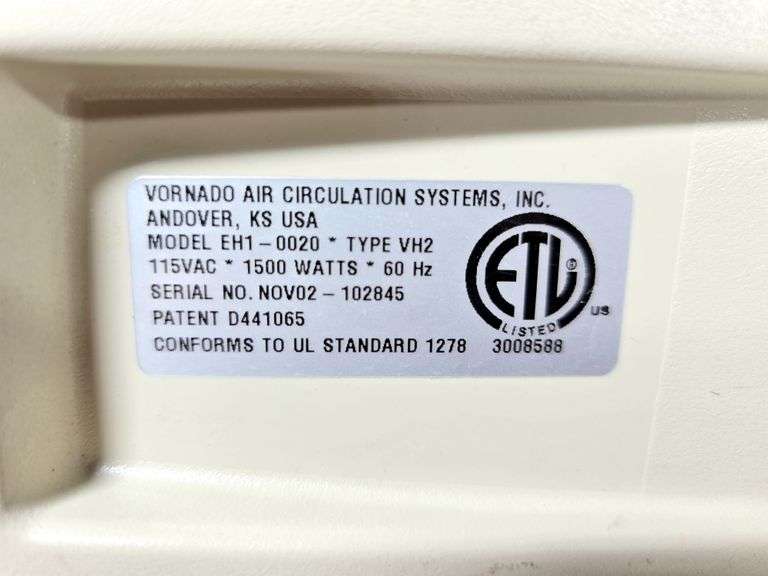 VORNADO AIR CIRCULATION SYSTEMS, INC.
ANDOVER, KS USA
MODEL EH1-0020 * TYPE VH2
115VAC * 1500 WATTS * 60 Hz
SERIAL NO. NOV02-102845
PATENT D441065
CONFORMS TO UL STANDARD 1278
ETL ®
LISTED
US
3008588